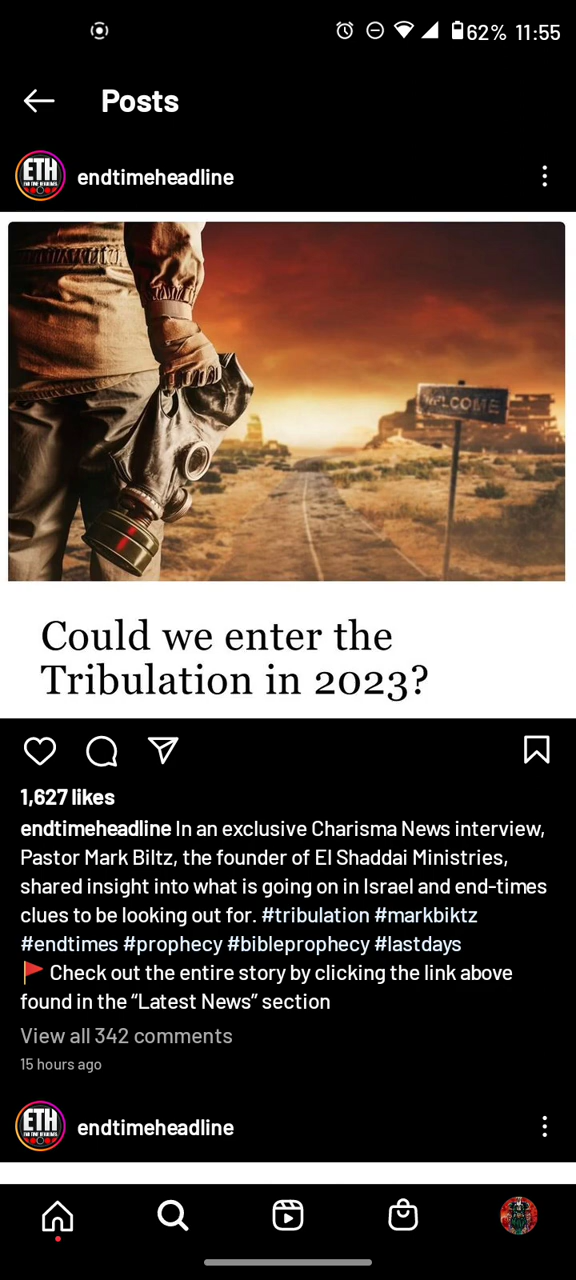 62% 11:55
Posts
ETH
endtimeheadline
WELCOME
Could we enter the
Tribulation in 2023?
1,627 likes
endtimeheadline In an exclusive Charisma News interview,
Pastor Mark Biltz, the founder of El Shaddai Ministries,
shared insight into what is going on in Israel and end-times
clues to be looking out for. #tribulation #markbiktz
#endtimes #prophecy #bibleprophecy #lastdays
🚩 Check out the entire story by clicking the link above
found in the “Latest News” section
View all 342 comments
15 hours ago
ETH
endtimeheadline